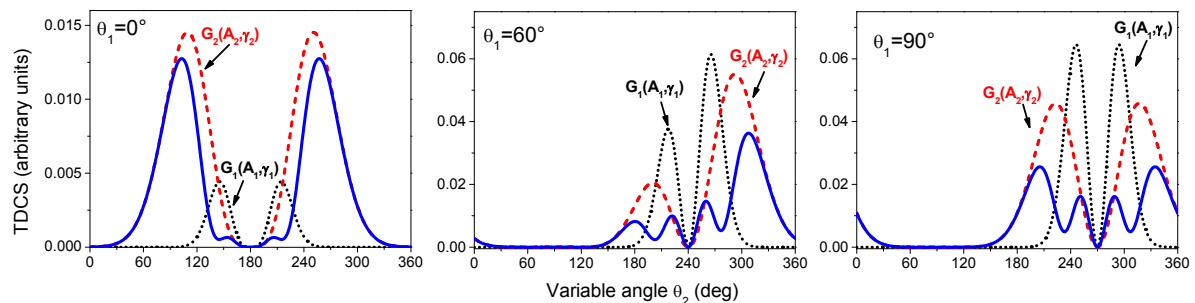 θ₁=0°
G₂(A₂,γ₂)
G₁(A₁,γ₁)
TDCS (arbitrary units)
0.015
0.010
0.005
0.000
0 60 120 180 240 300 360
θ₁=60°
G₁(A₁,γ₁)
G₂(A₂,γ₂)
0.06
0.04
0.02
0.00
0 60 120 180 240 300 360
θ₁=90°
G₁(A₁,γ₁)
G₂(A₂,γ₂)
0.06
0.04
0.02
0.00
0 60 120 180 240 300 360
Variable angle θ₂ (deg)